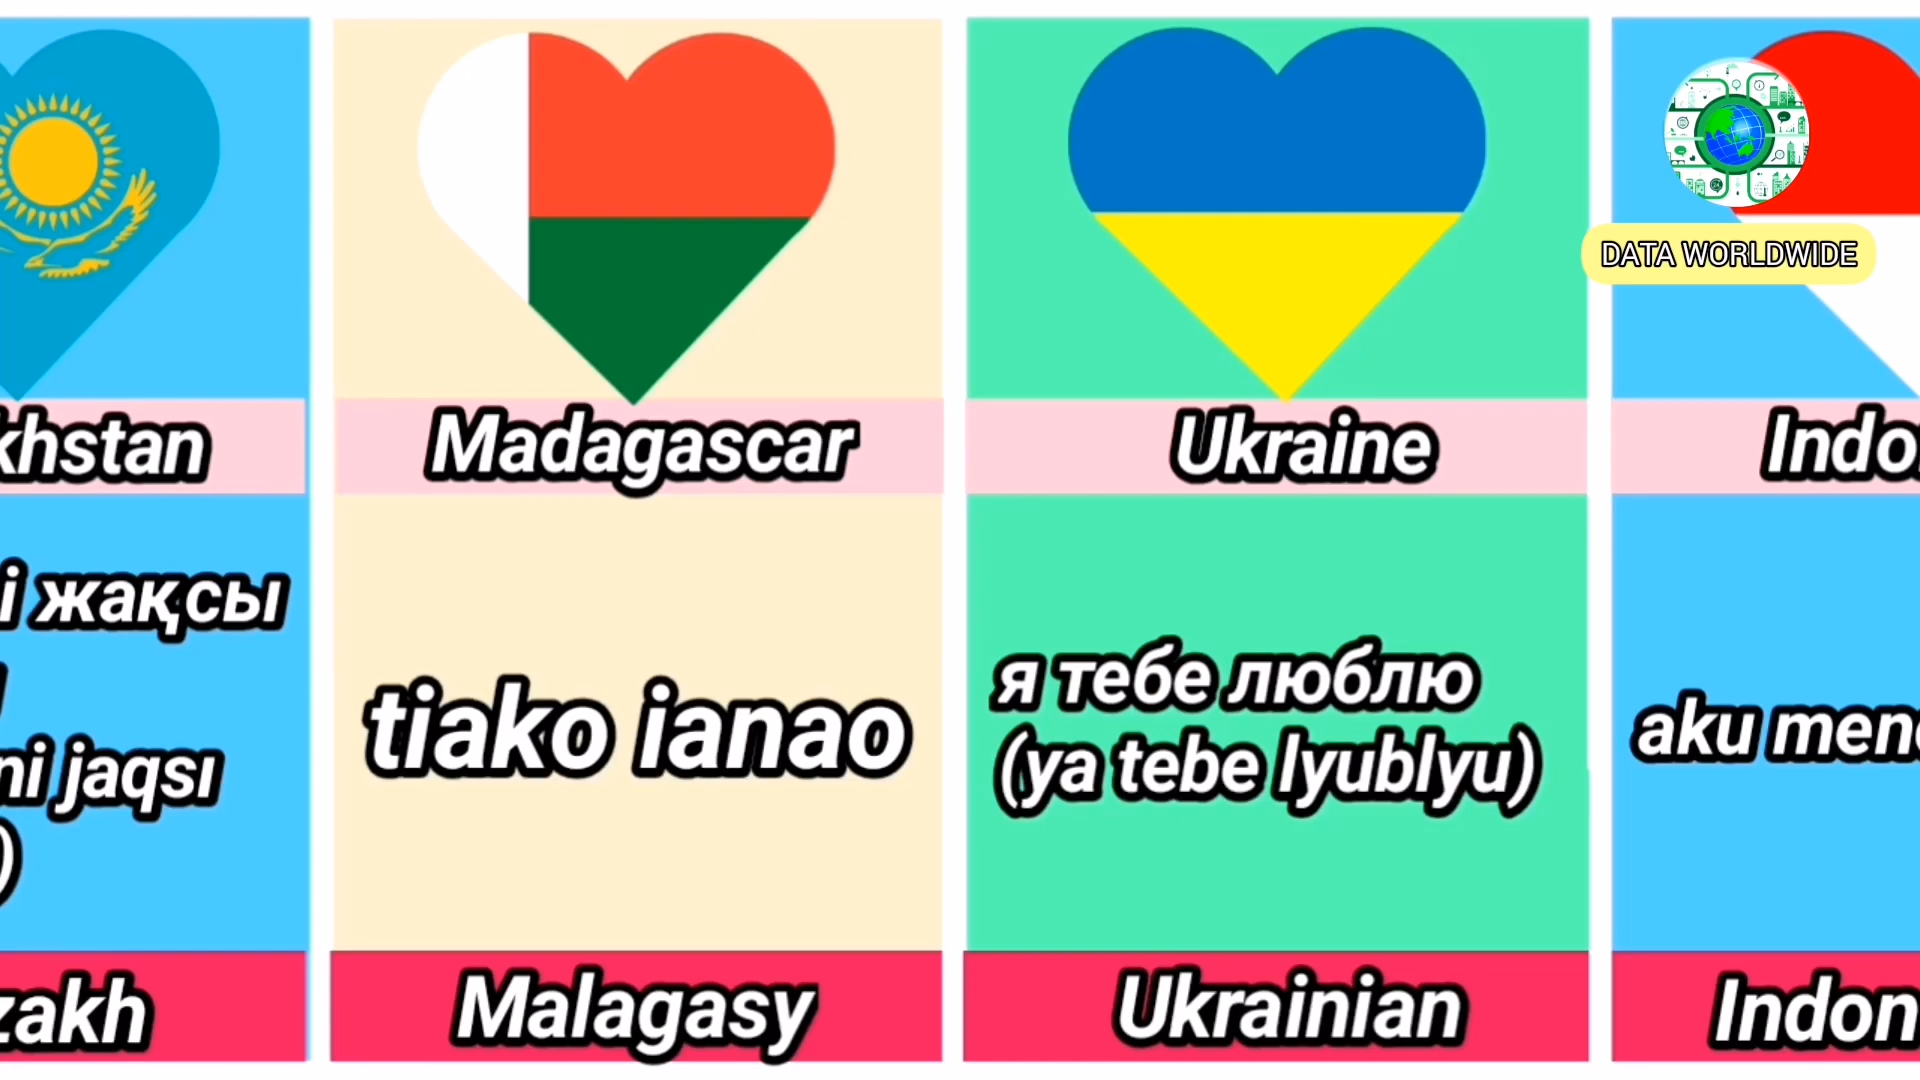 DATA WORLDWIDE
khstan
і жақсы
ni jaqsı
)
zakh
Madagascar
tiako ianao
Malagasy
Ukraine
я тебе люблю
(ya tebe lyublyu)
Ukrainian
Indo
aku men
Indon